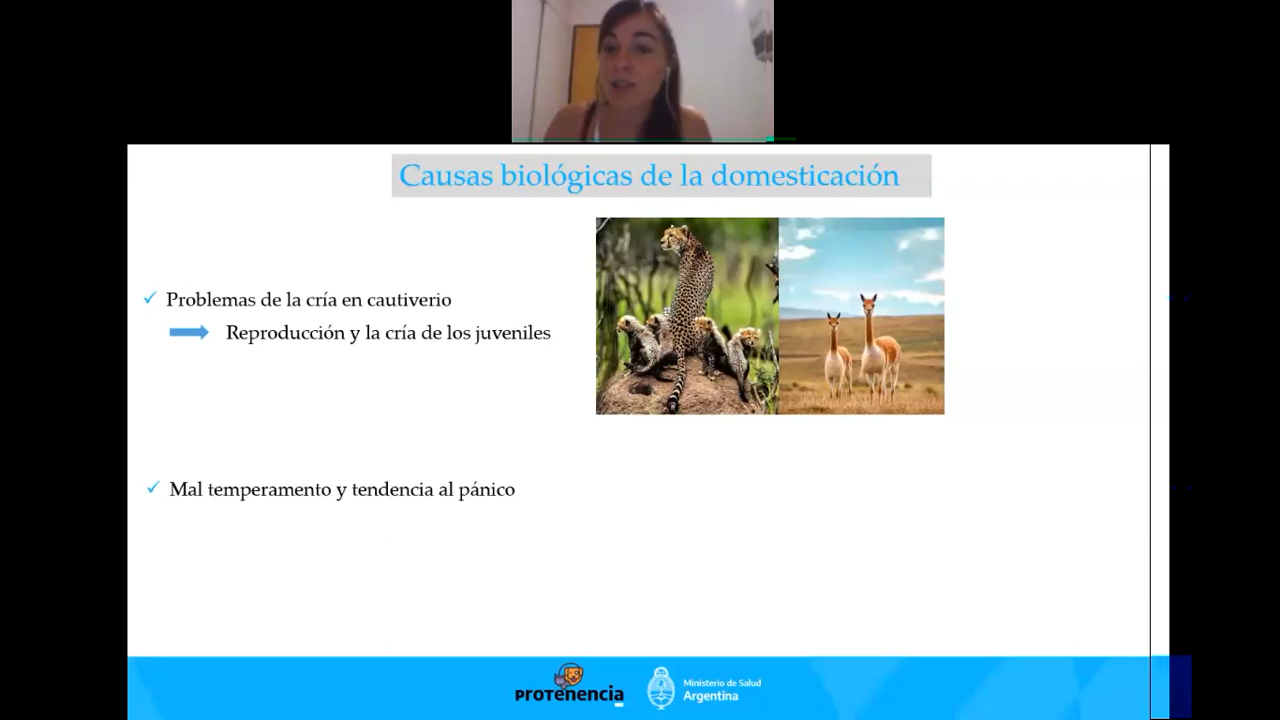 Causas biológicas de la domesticación
✓ Problemas de la cría en cautiverio
Reproducción y la cría de los juveniles
✓ Mal temperamento y tendencia al pánico
PROTENENCIA
Ministerio de Salud
Argentina